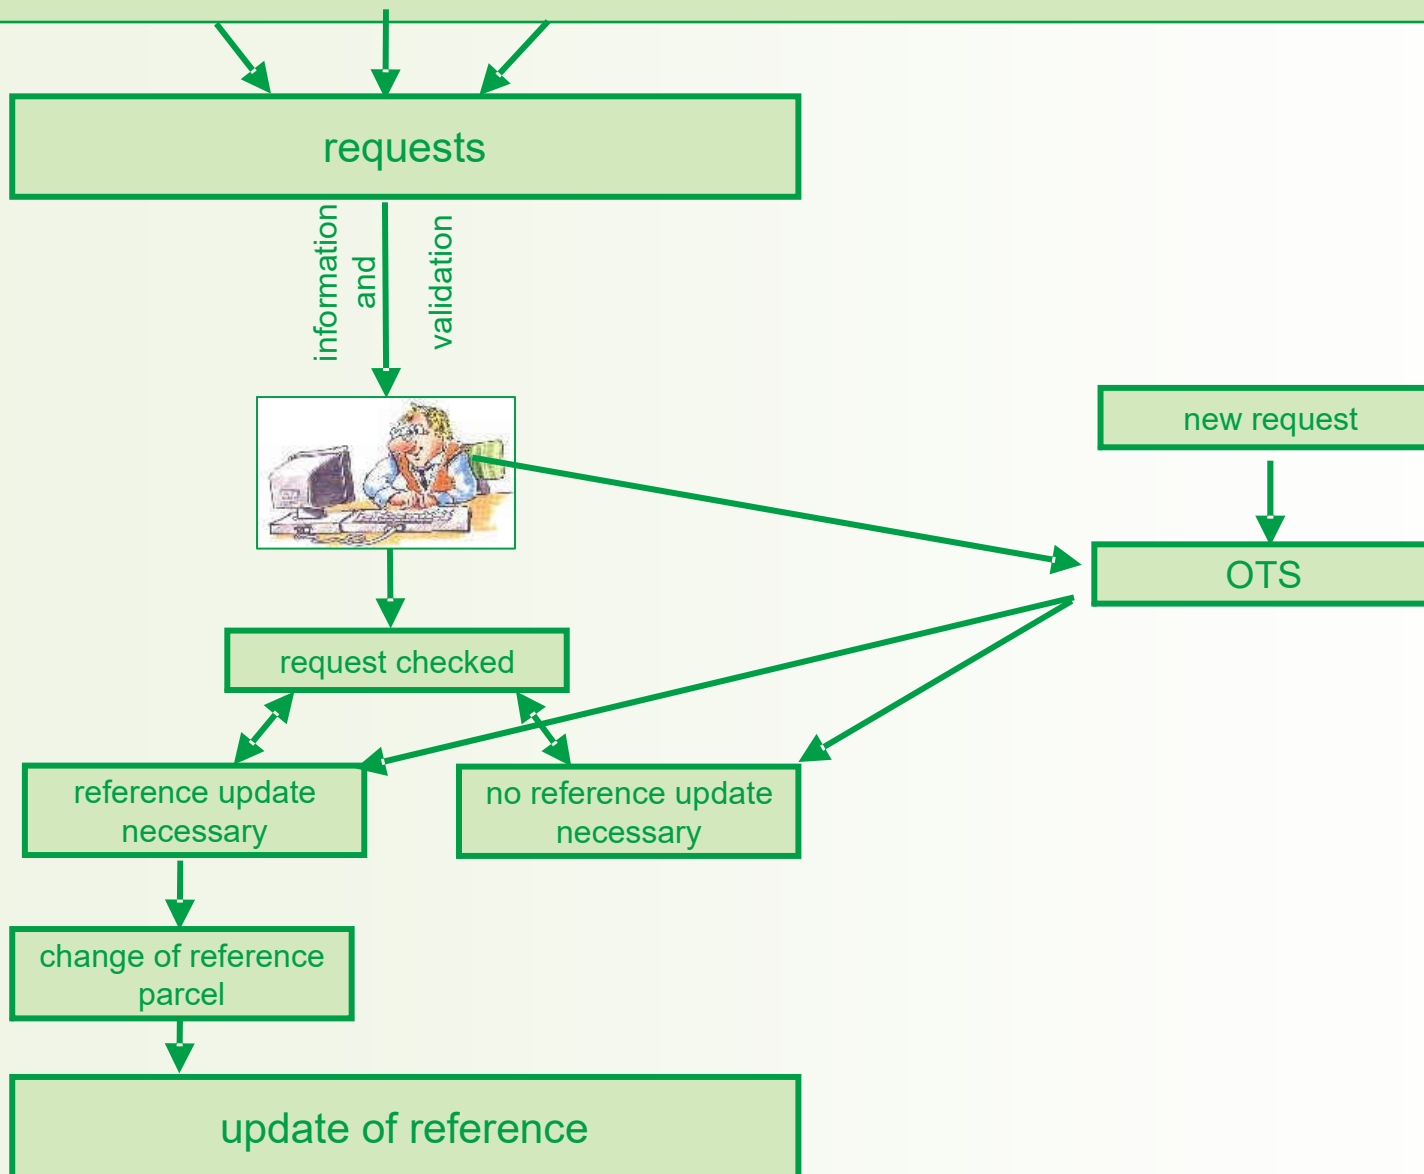 requests
information
and
validation
new request
OTS
request checked
reference update
necessary
no reference update
necessary
change of reference
parcel
update of reference